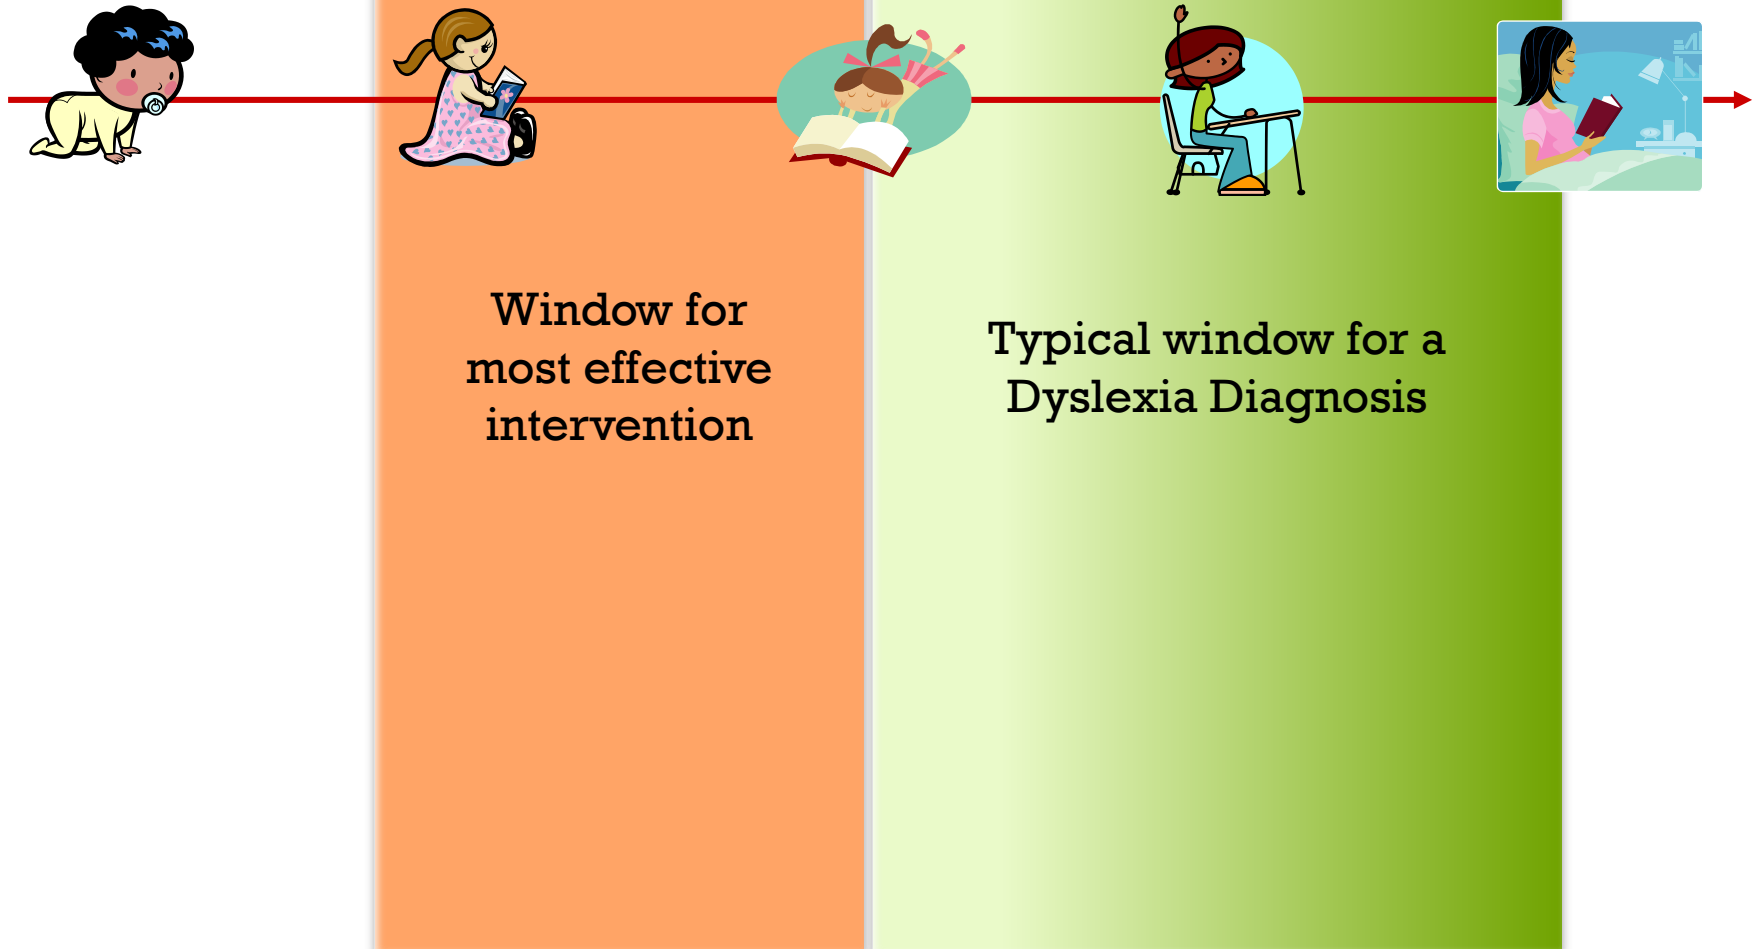 Window for
most effective
intervention
Typical window for a
Dyslexia Diagnosis